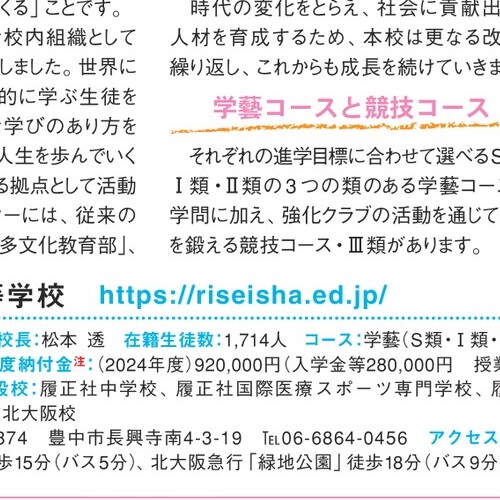 くる」ことです。
校内組織として
しました。世界に
的に学ぶ生徒を
学びのあり方を
人生を歩んでいく
る拠点として活動
ーには、従来の
多文化教育部」、
時代の変化をとらえ、社会に貢献出
人材を育成するため、本校は更なる改
繰り返し、これからも成長を続けていきま
学藝コースと競技コース
それぞれの進学目標に合わせて選べるS
Ⅰ類・Ⅱ類の3つの類のある学藝コー
学問に加え、強化クラブの活動を通じて
を鍛える競技コース・Ⅲ類があります。
等学校 https://riseisha.ed.jp/
校長：松本 透 在籍生徒数：1,714人 コース：学藝（S類・Ⅰ類・
度納付金注：（2024年度）920,000円（入学金等280,000円 授業
設校：履正社中学校、履正社国際医療スポーツ専門学校、履
北大阪校
874 豊中市長興寺南4-3-19 TEL06-6864-0456 アクセス
歩15分（バス5分）、北大阪急行「緑地公園」徒歩18分（バス9分